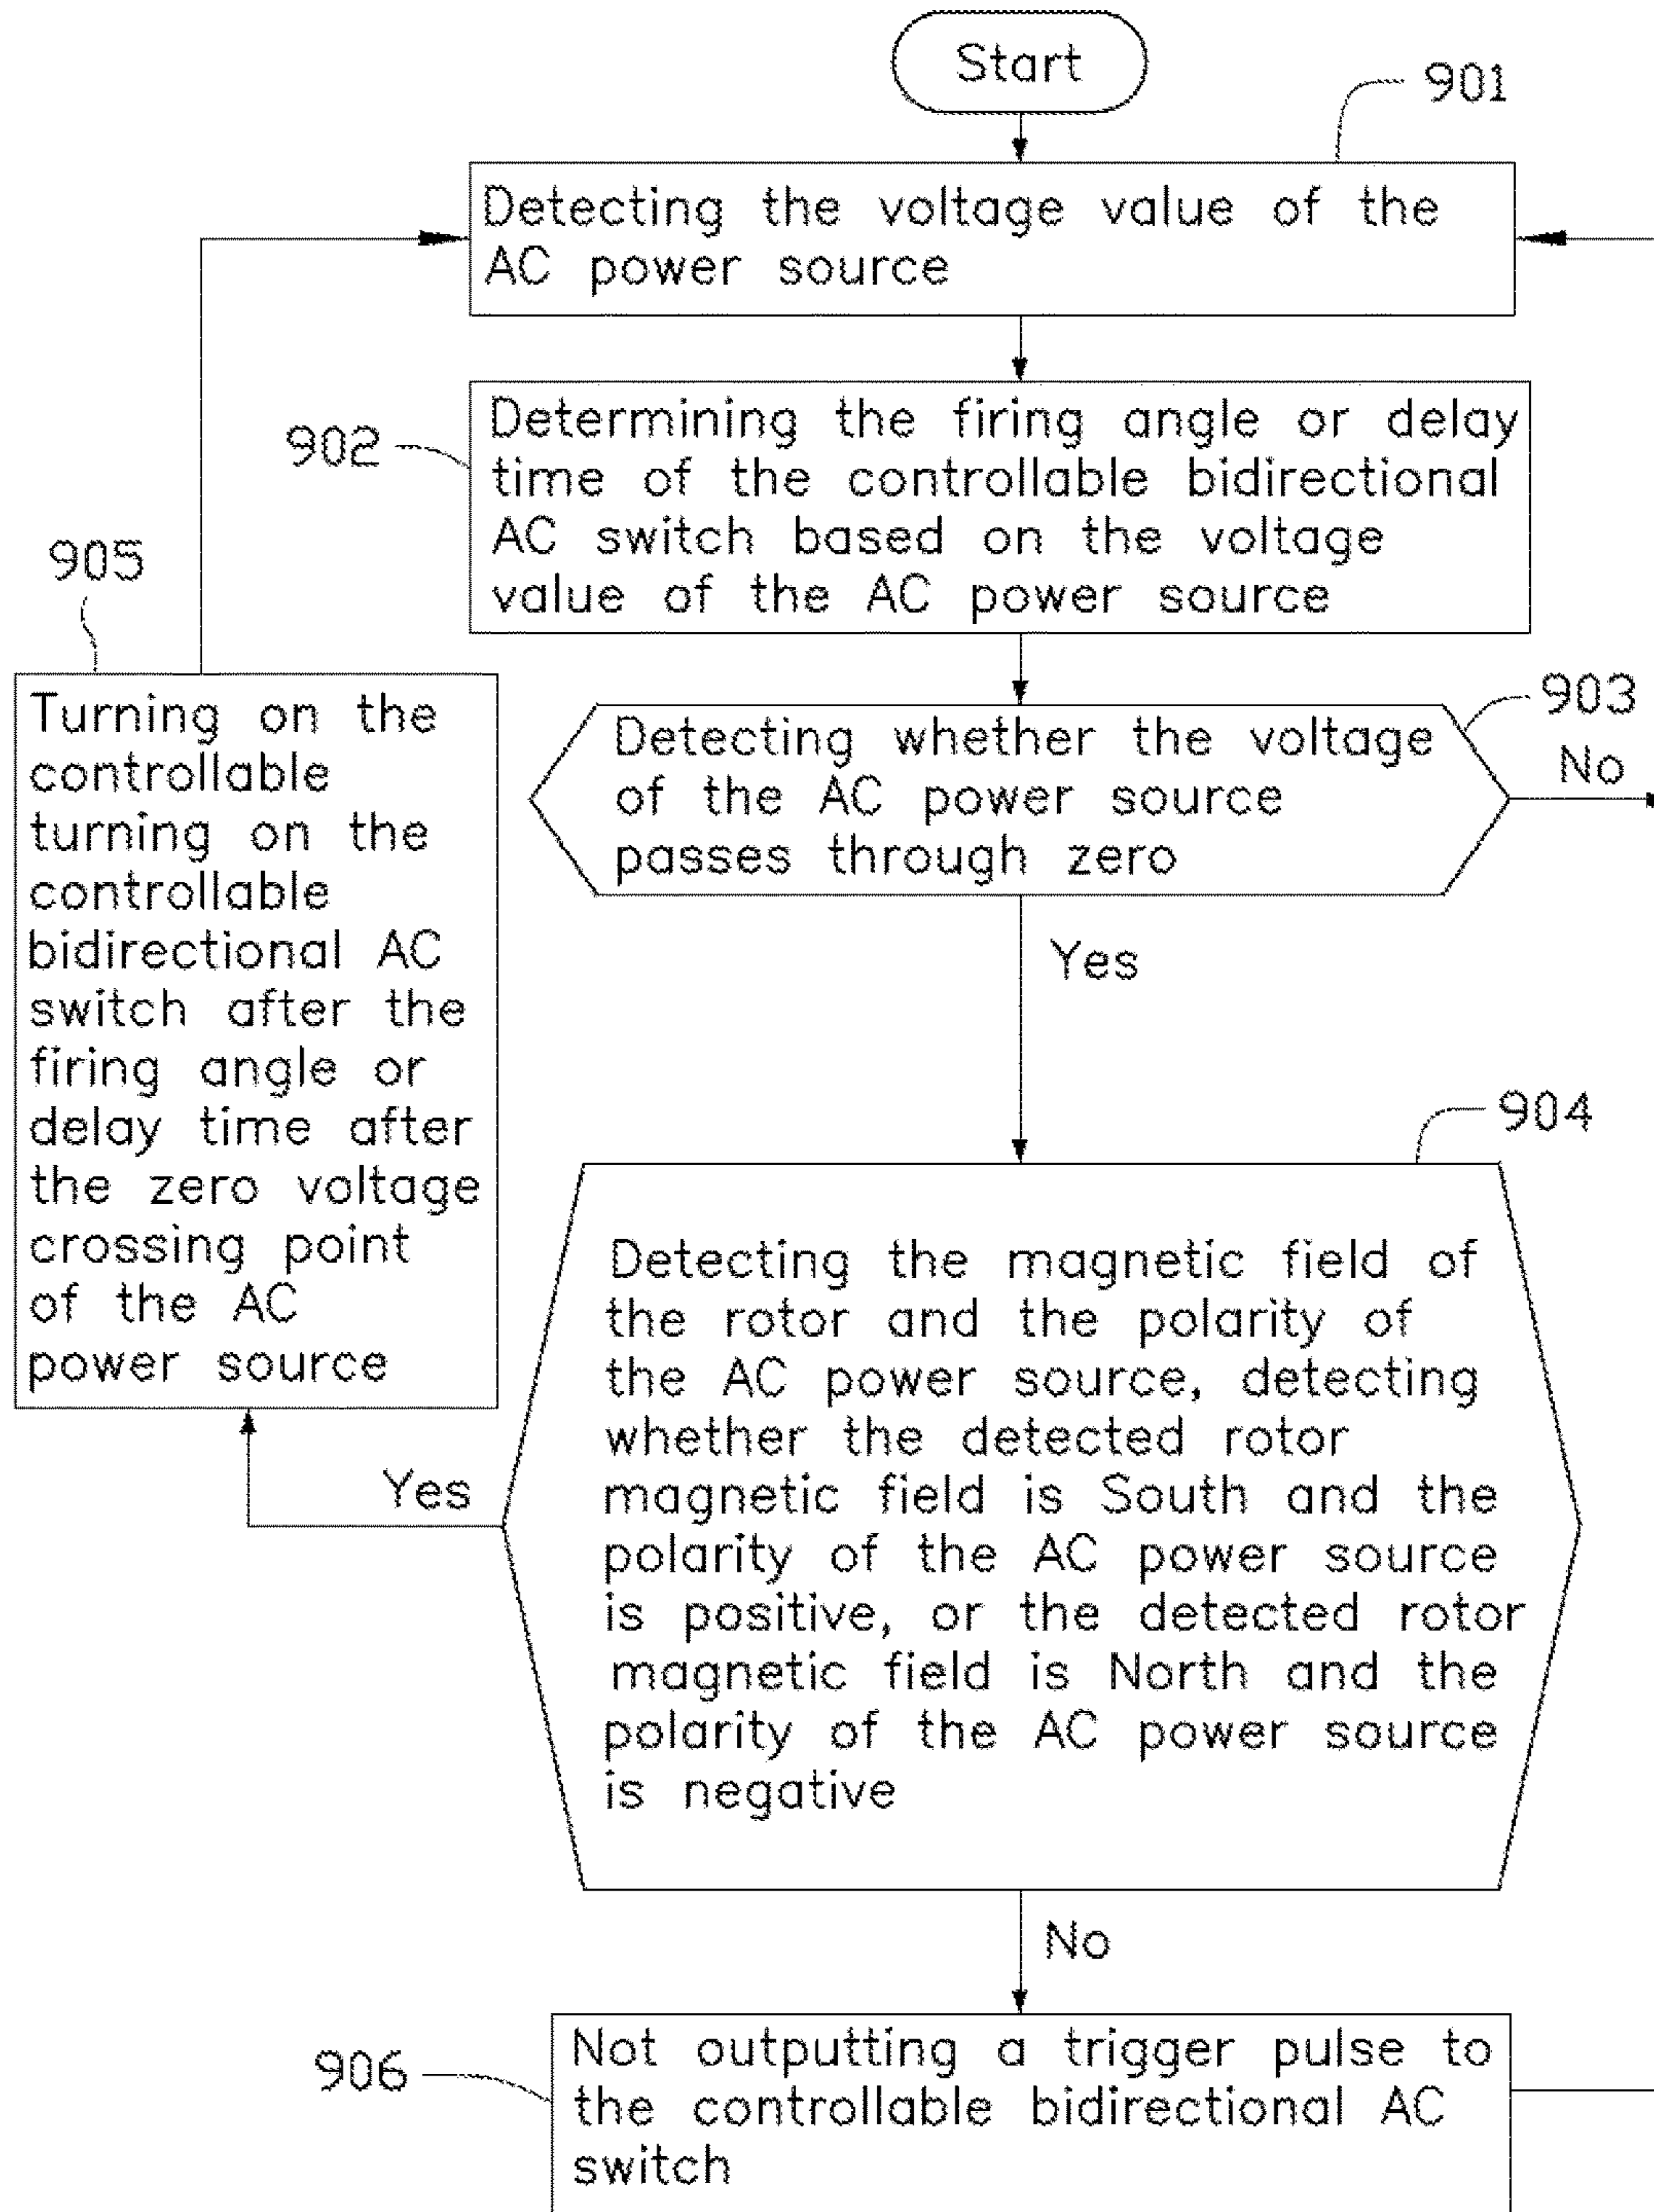 Start
901
Detecting the voltage value of the
AC power source
902
Determining the firing angle or delay
time of the controllable bidirectional
AC switch based on the voltage
value of the AC power source
903
Detecting whether the voltage
of the AC power source
passes through zero
No
Yes
904
Detecting the magnetic field of
the rotor and the polarity of
the AC power source, detecting
whether the detected rotor
magnetic field is South and the
polarity of the AC power source
is positive, or the detected rotor
magnetic field is North and the
polarity of the AC power source
is negative
Yes
905
Turning on the
controllable
turning on the
controllable
bidirectional AC
switch after the
firing angle or
delay time after
the zero voltage
crossing point
of the AC
power source
No
906
Not outputting a trigger pulse to
the controllable bidirectional AC
switch